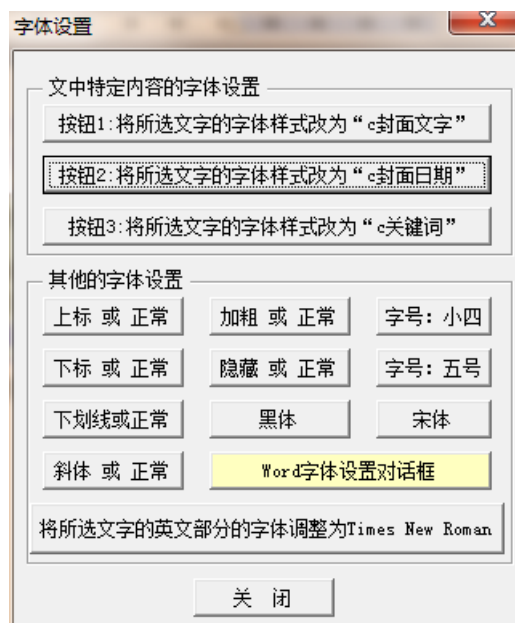 字体设置
文中特定内容的字体设置
按钮1:将所选文字的字体样式改为“c封面文字”
按钮2:将所选文字的字体样式改为“c封面日期”
按钮3:将所选文字的字体样式改为“c关键词”
其他的字体设置
上标 或 正常 加粗 或 正常 字号: 小四
下标 或 正常 隐藏 或 正常 字号: 五号
下划线或正常 黑体 宋体
斜体 或 正常 Word字体设置对话框
将所选文字的英文部分的字体调整为Times New Roman
关 闭